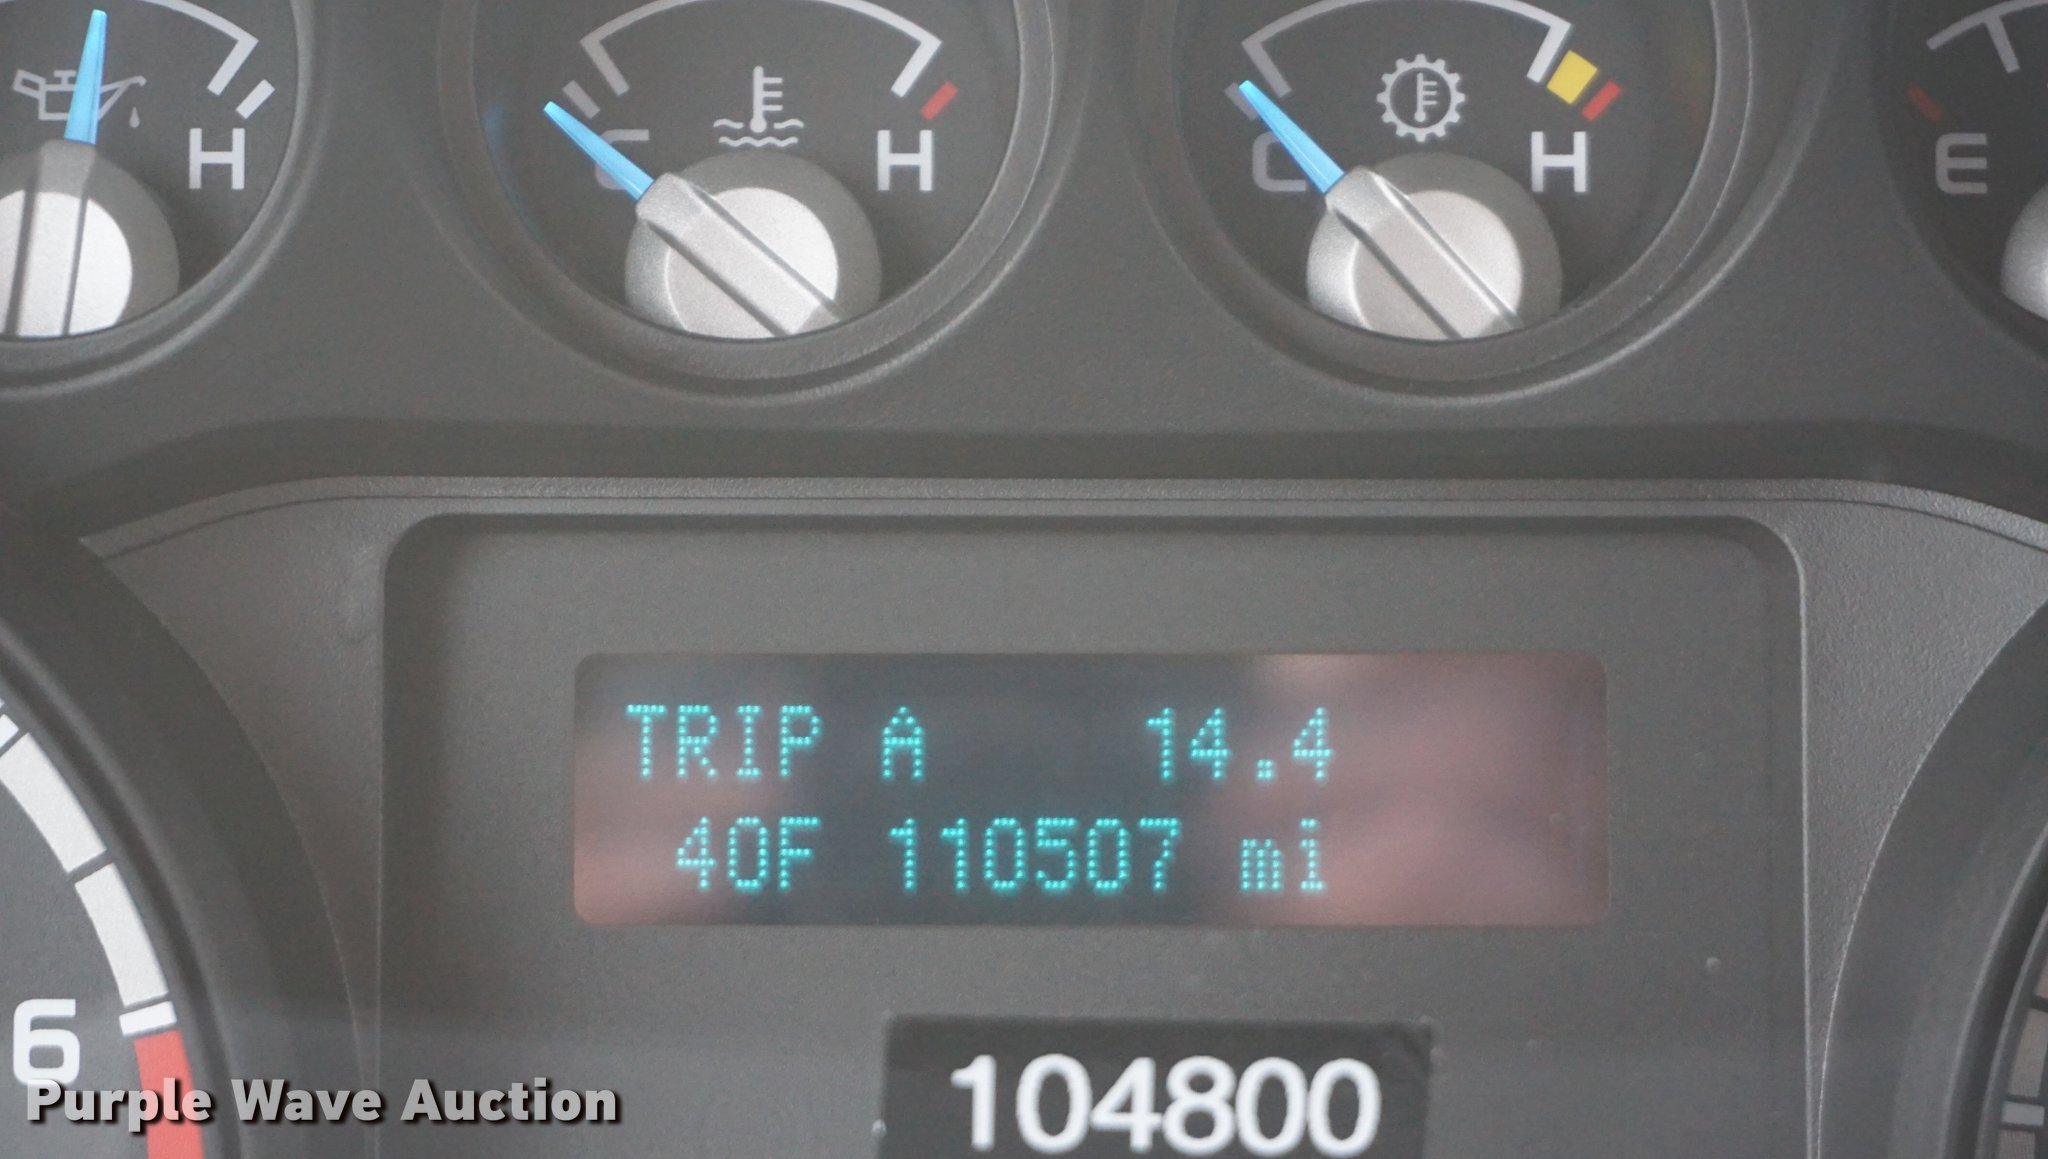 H
C
H
C
H
E
TRIP A 14.4
40F 110507 mi
6
104800
Purple Wave Auction